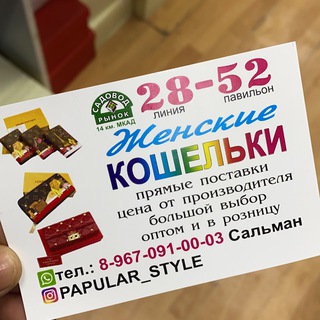 САДОВОД
РЫНОК
14 км. МКАД
28-52
линия павильон
Женские
КОШЕЛЬКИ
прямые поставки
цена от производителя
большой выбор
оптом и в розницу
тел.: 8-967-091-00-03 Сальман
PAPULAR_STYLE